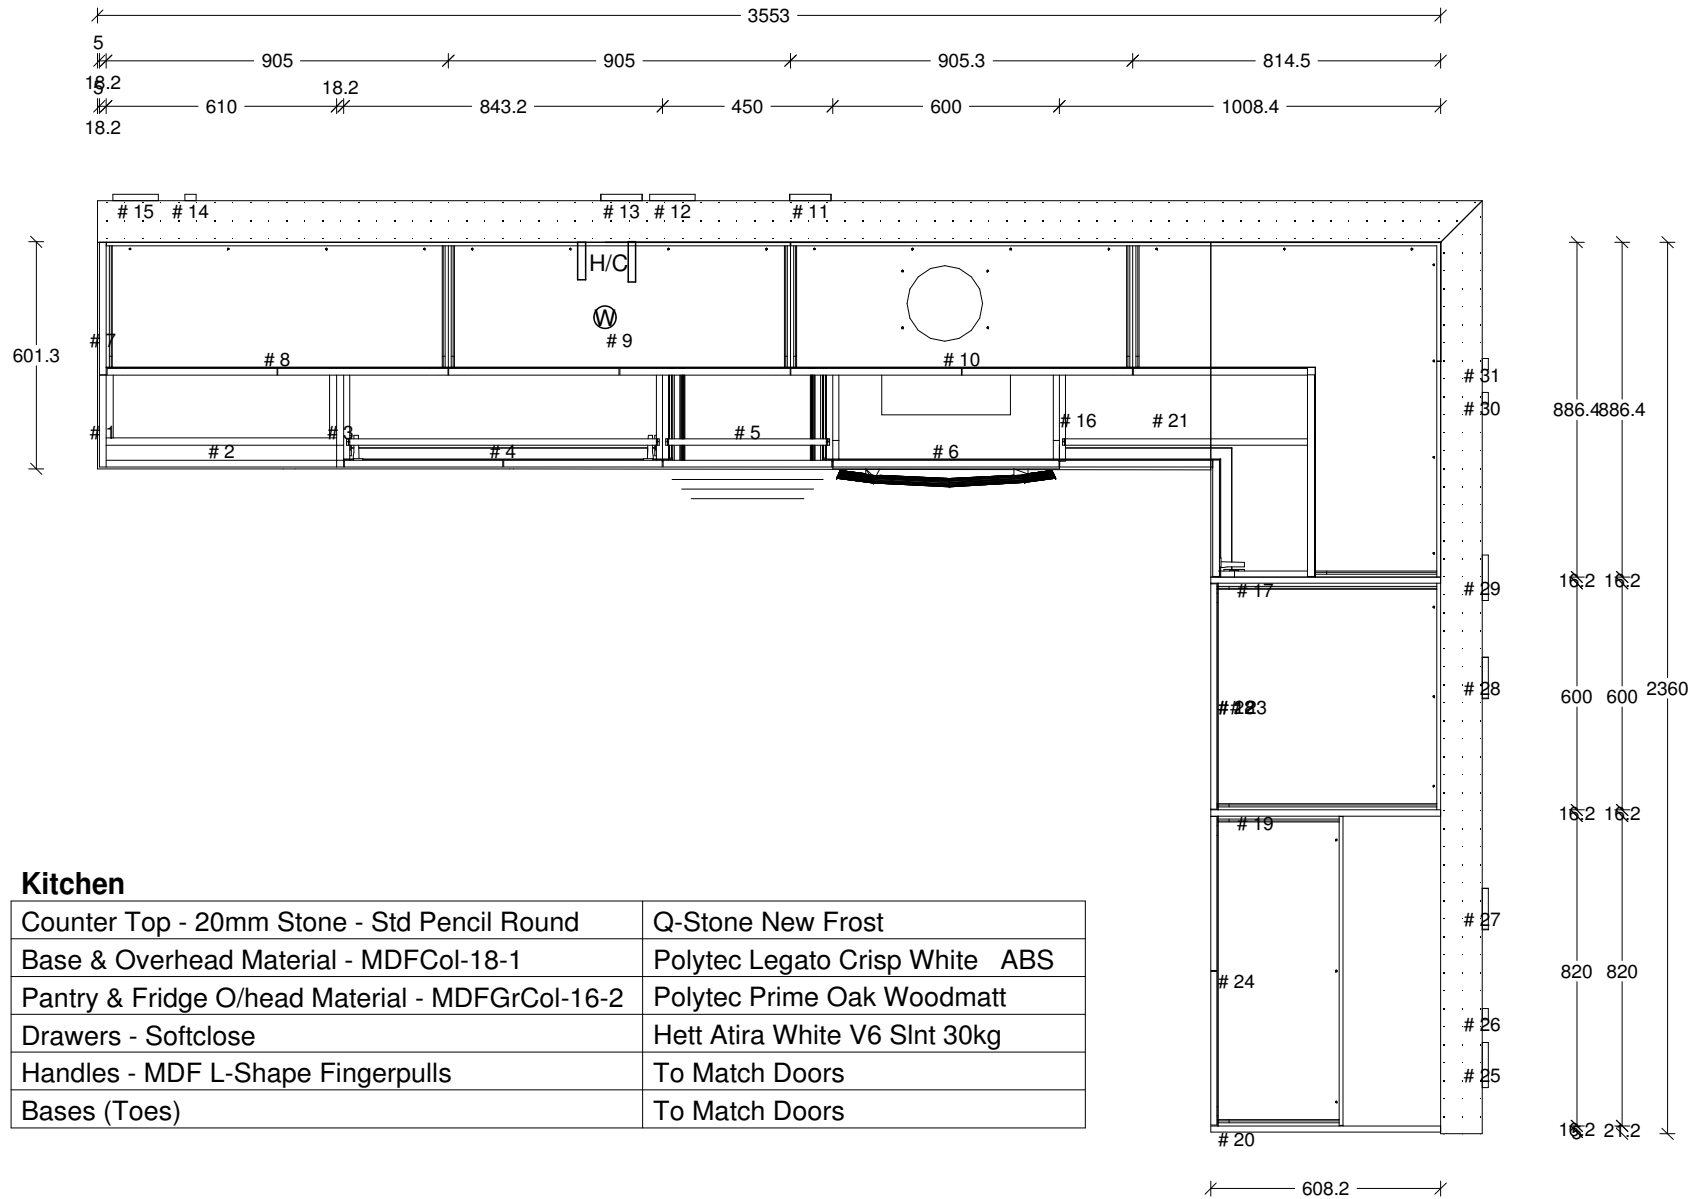 3553
5
905 905 905.3 814.5
18.2 18.2
5
610 843.2 450 600 1008.4
18.2
# 15 # 14 # 13 # 12 # 11
H/C
W
# 7 # 9
601.3 # 8 # 10
# 31
# 30 886.4 886.4
# 1 # 3 # 5 # 16 # 21
# 2 # 4 # 6
# 17 # 29 16.2 16.2
# 28 600 600 2360
# 19 16.2 16.2
Kitchen
Counter Top - 20mm Stone - Std Pencil Round Q-Stone New Frost
# 27
Base & Overhead Material - MDFCol-18-1 Polytec Legato Crisp White ABS
# 24 820 820
Pantry & Fridge O/head Material - MDFGrCol-16-2 Polytec Prime Oak Woodmatt
Drawers - Softclose Hett Atira White V6 Slnt 30kg
# 26
Handles - MDF L-Shape Fingerpulls To Match Doors
# 25
Bases (Toes) To Match Doors
# 20 16.2 21.2
608.2